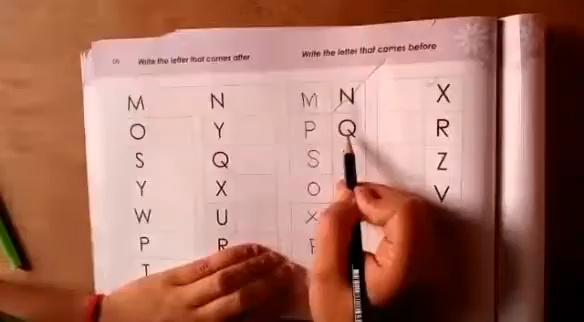 Write the letter that comes after Write the letter that comes before
M N M N X
O Y P Q R
S Q S Z
Y X O V
W U X
P R